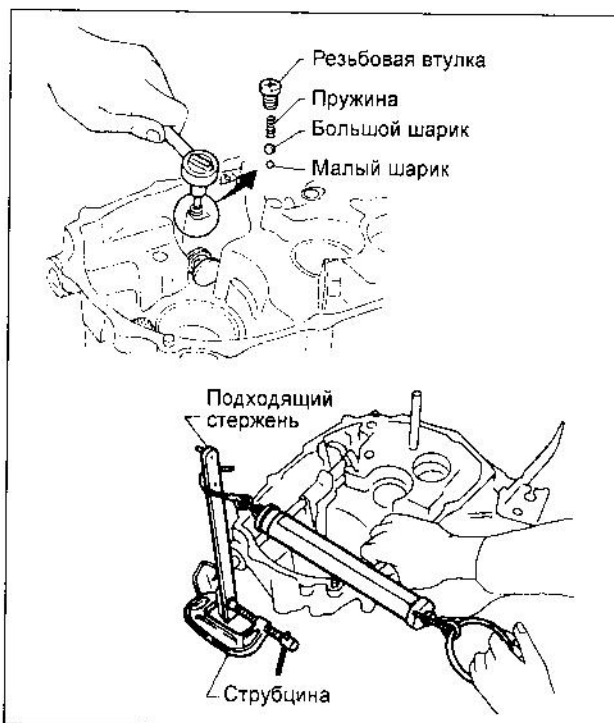 Резьбовая втулка
Пружина
Большой шарик
Малый шарик
Подходящий
стержень
Струбцина